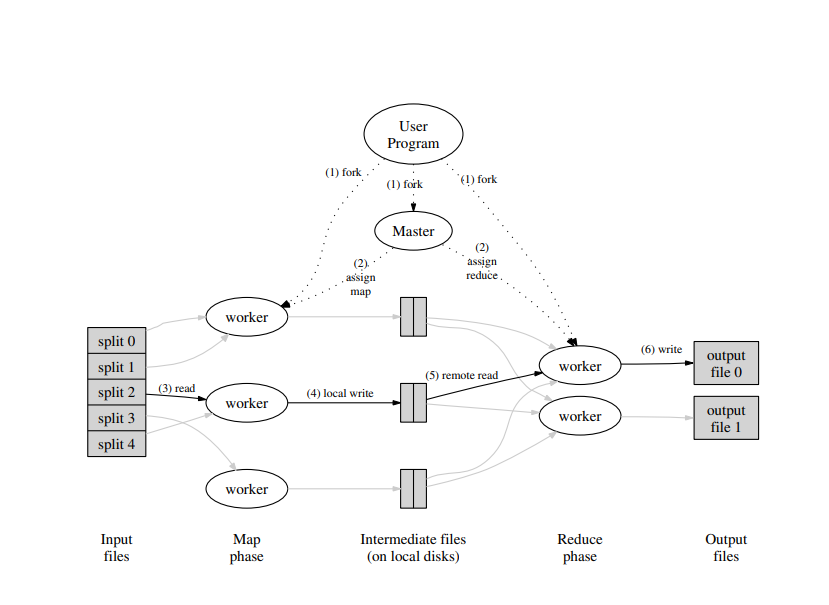 User
Program
(1) fork
(1) fork
(1) fork
Master
(2)
assign
map
(2)
assign
reduce
worker
split 0
split 1
split 2
split 3
split 4
(3) read
worker
(4) local write
(5) remote read
worker
(6) write
output
file 0
worker
output
file 1
worker
Input
files
Map
phase
Intermediate files
(on local disks)
Reduce
phase
Output
files